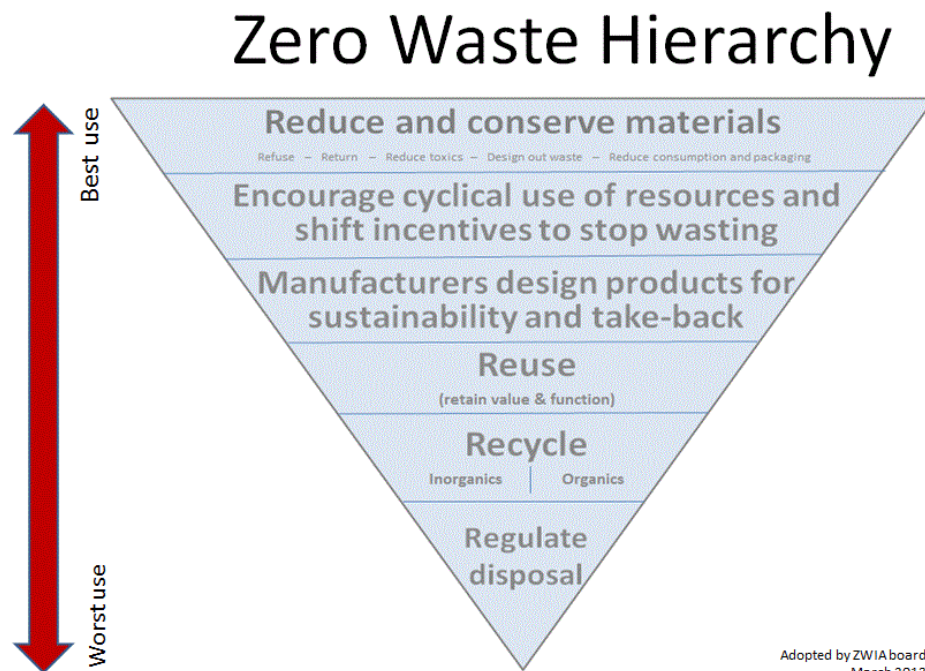 Zero Waste Hierarchy
Best use
Reduce and conserve materials
Refuse – Return – Reduce toxics – Design out waste – Reduce consumption and packaging
Encourage cyclical use of resources and
shift incentives to stop wasting
Manufacturers design products for
sustainability and take-back
Reuse
(retain value & function)
Recycle
Inorganics
Organics
Regulate
disposal
Worst use
Adopted by ZWIA board
March 2013